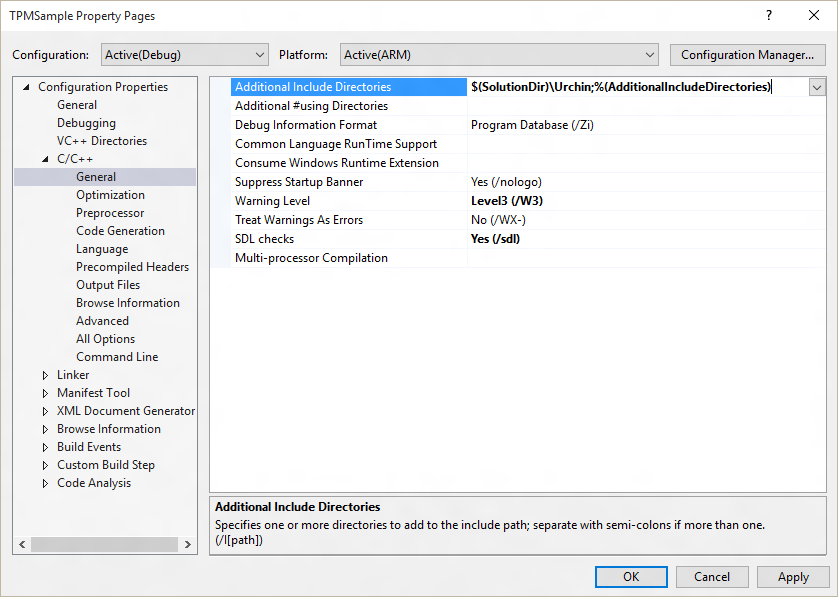 TPMSample Property Pages
?
Configuration: Active(Debug) Platform: Active(ARM) Configuration Manager...
Configuration Properties
General
Debugging
VC++ Directories
C/C++
General
Optimization
Preprocessor
Code Generation
Language
Precompiled Headers
Output Files
Browse Information
Advanced
All Options
Command Line
Linker
Manifest Tool
XML Document Generator
Browse Information
Build Events
Custom Build Step
Code Analysis
Additional Include Directories $(SolutionDir)\Urchin;%(AdditionalIncludeDirectories)
Additional #using Directories
Debug Information Format Program Database (/Zi)
Common Language RunTime Support
Consume Windows Runtime Extension
Suppress Startup Banner Yes (/nologo)
Warning Level Level3 (/W3)
Treat Warnings As Errors No (/WX-)
SDL checks Yes (/sdl)
Multi-processor Compilation
Additional Include Directories
Specifies one or more directories to add to the include path; separate with semi-colons if more than one.
(/I[path])
OK Cancel Apply